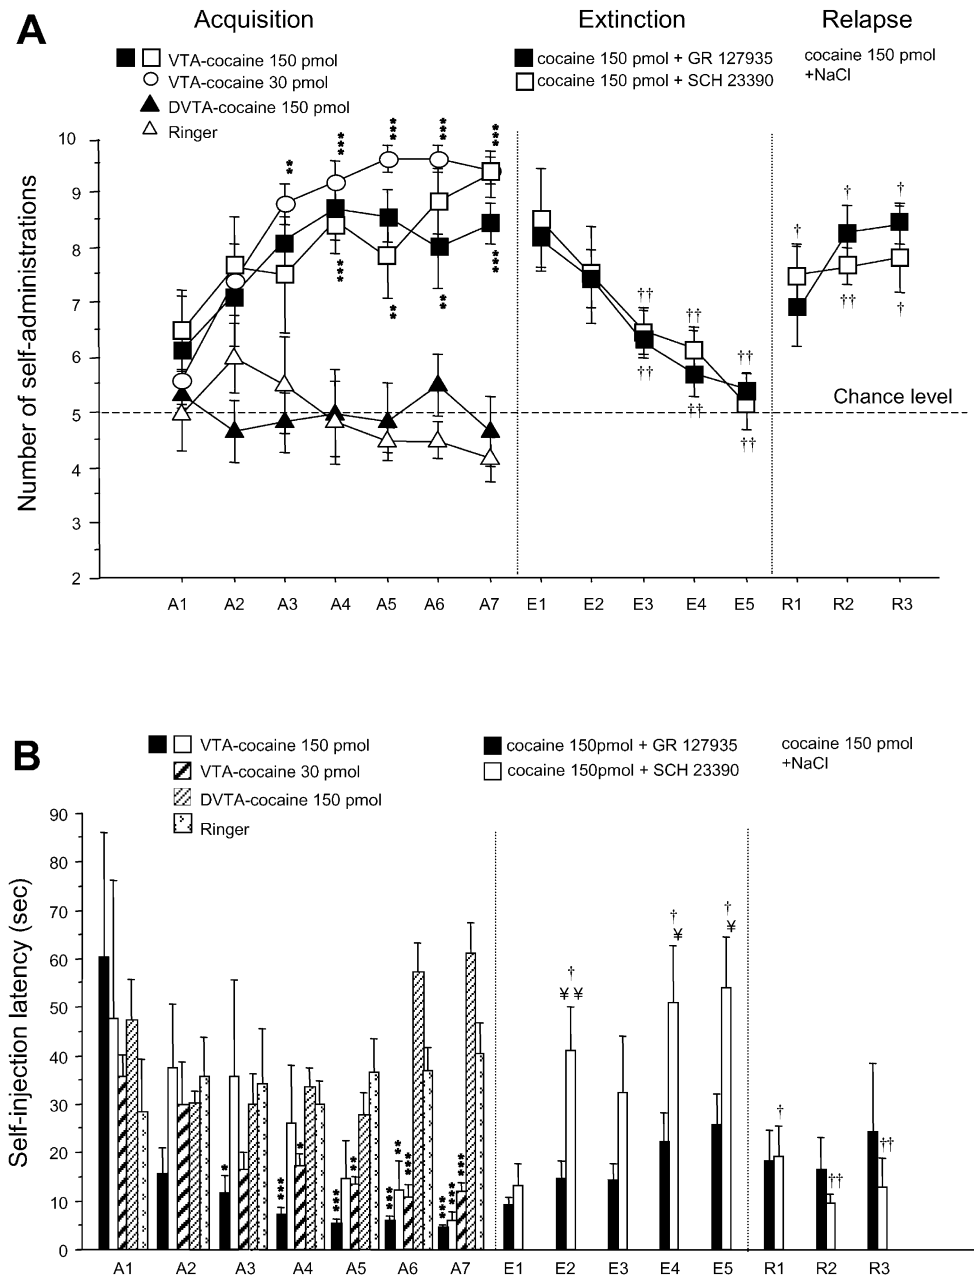 A
Acquisition
Extinction
Relapse
VTA-cocaine 150 pmol
VTA-cocaine 30 pmol
DVTA-cocaine 150 pmol
Ringer
cocaine 150 pmol + GR 127935
cocaine 150 pmol + SCH 23390
cocaine 150 pmol
+NaCl
Number of self-administrations
10
9
8
7
6
5
4
3
2
** *** *** *** ***
*** ** ** ***
†† †† ††
†† †† ††
† † †
†† †
Chance level
A1 A2 A3 A4 A5 A6 A7 E1 E2 E3 E4 E5 R1 R2 R3
B
VTA-cocaine 150 pmol
VTA-cocaine 30 pmol
DVTA-cocaine 150 pmol
Ringer
cocaine 150pmol + GR 127935
cocaine 150pmol + SCH 23390
cocaine 150 pmol
+NaCl
Self-injection latency (sec)
90
80
70
60
50
40
30
20
10
0
* *** * *** ** *** ** *** *** *** ***
†
¥ ¥
†
¥
†
¥
† †† ††
A1 A2 A3 A4 A5 A6 A7 E1 E2 E3 E4 E5 R1 R2 R3